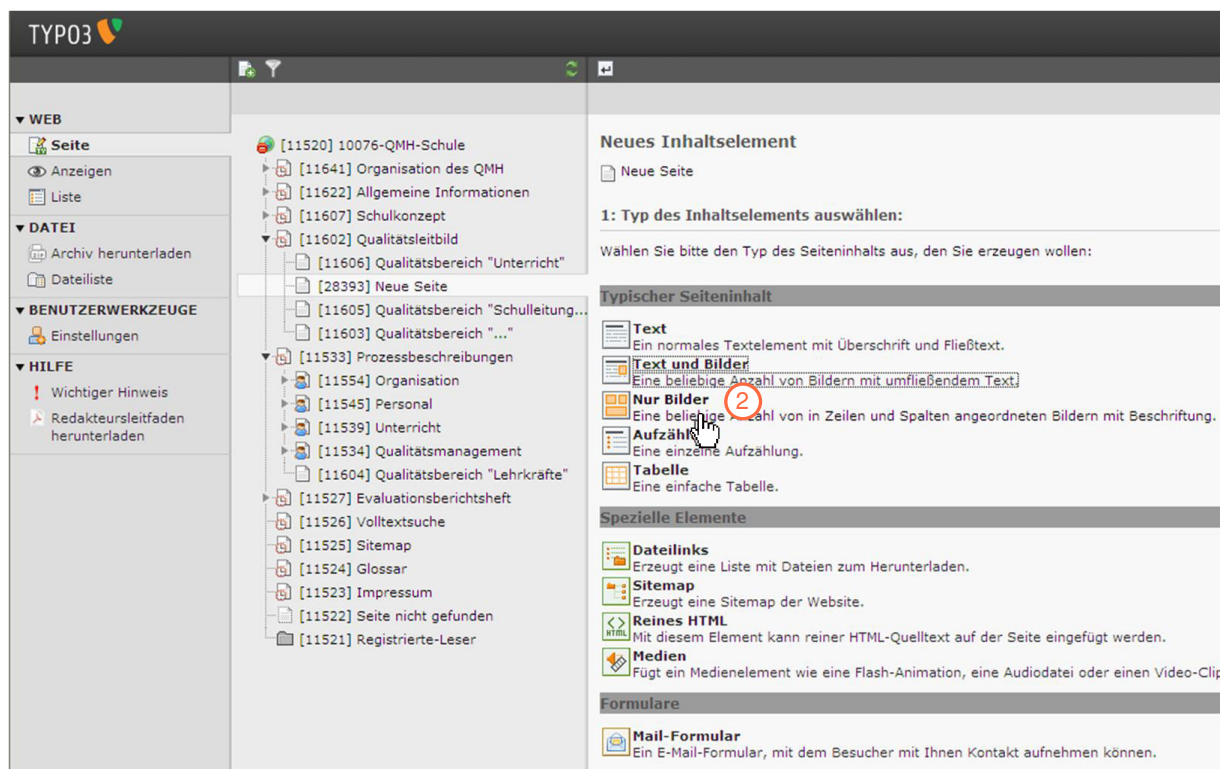 TYPO3
WEB
Seite
Anzeigen
Liste
DATEI
Archiv herunterladen
Dateiliste
BENUTZERWERKZEUGE
Einstellungen
HILFE
Wichtiger Hinweis
Redakteursleitfaden
herunterladen
[11520] 10076-QMH-Schule
[11641] Organisation des QMH
[11622] Allgemeine Informationen
[11607] Schulkonzept
[11602] Qualitätsleitbild
[11606] Qualitätsbereich "Unterricht"
[28393] Neue Seite
[11605] Qualitätsbereich "Schulleitung...
[11603] Qualitätsbereich "..."
[11533] Prozessbeschreibungen
[11554] Organisation
[11545] Personal
[11539] Unterricht
[11534] Qualitätsmanagement
[11604] Qualitätsbereich "Lehrkräfte"
[11527] Evaluationsberichtsheft
[11526] Volltextsuche
[11525] Sitemap
[11524] Glossar
[11523] Impressum
[11522] Seite nicht gefunden
[11521] Registrierte-Leser
Neues Inhaltselement
Neue Seite
1: Typ des Inhaltselements auswählen:
Wählen Sie bitte den Typ des Seiteninhalts aus, den Sie erzeugen wollen:
Typischer Seiteninhalt
Text
Ein normales Textelement mit Überschrift und Fließtext.
Text und Bilder
Eine beliebige Anzahl von Bildern mit umfließendem Text.
Nur Bilder
2
Eine beliebige Anzahl von in Zeilen und Spalten angeordneten Bildern mit Beschriftung.
Aufzähl
Eine einzelne Aufzählung.
Tabelle
Eine einfache Tabelle.
Spezielle Elemente
Dateilinks
Erzeugt eine Liste mit Dateien zum Herunterladen.
Sitemap
Erzeugt eine Sitemap der Website.
HTML
Reines HTML
Mit diesem Element kann reiner HTML-Quelltext auf der Seite eingefügt werden.
Medien
Fügt ein Medienelement wie eine Flash-Animation, eine Audiodatei oder einen Video-Clip
Formulare
Mail-Formular
Ein E-Mail-Formular, mit dem Besucher mit Ihnen Kontakt aufnehmen können.